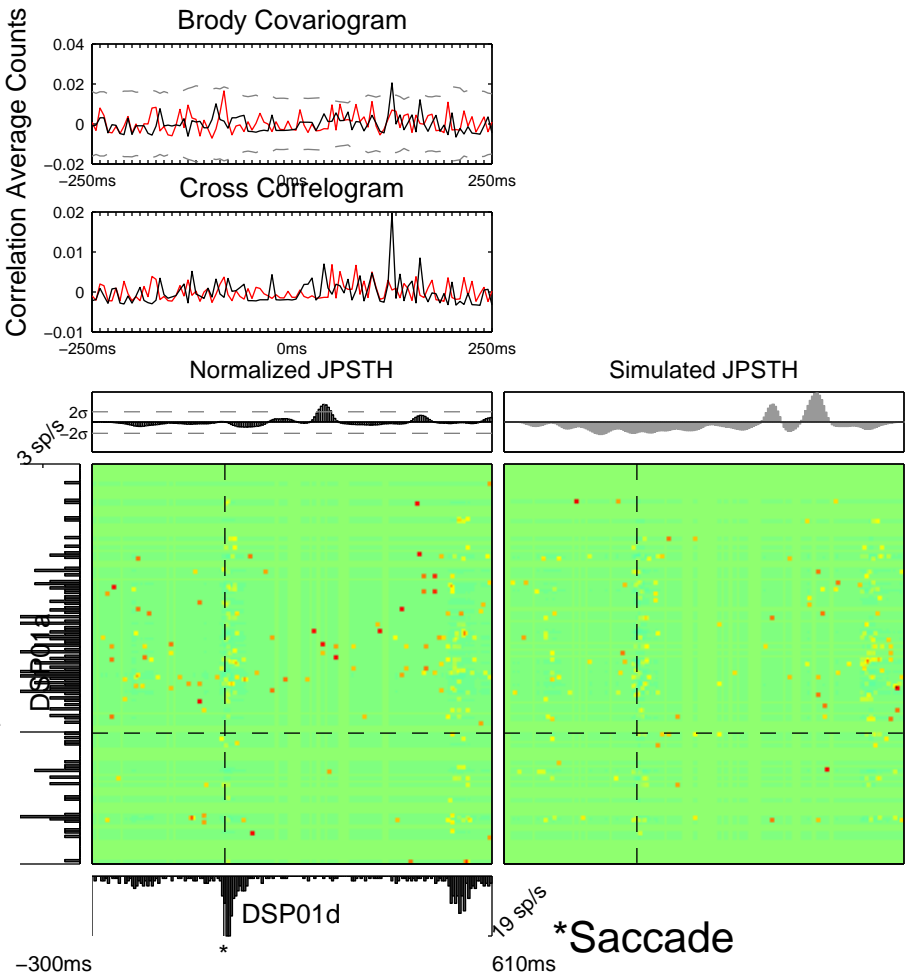 Brody Covariogram
0.04
0.02
0
−0.02
−250ms
0ms
250ms
Correlation Average Counts
Cross Correlogram
0.02
0.01
0
−0.01
−250ms
0ms
250ms
Normalized JPSTH
Simulated JPSTH
2σ
−2σ
3 sp/s
DSP01a
DSP01d
19 sp/s
*
*Saccade
−300ms
610ms